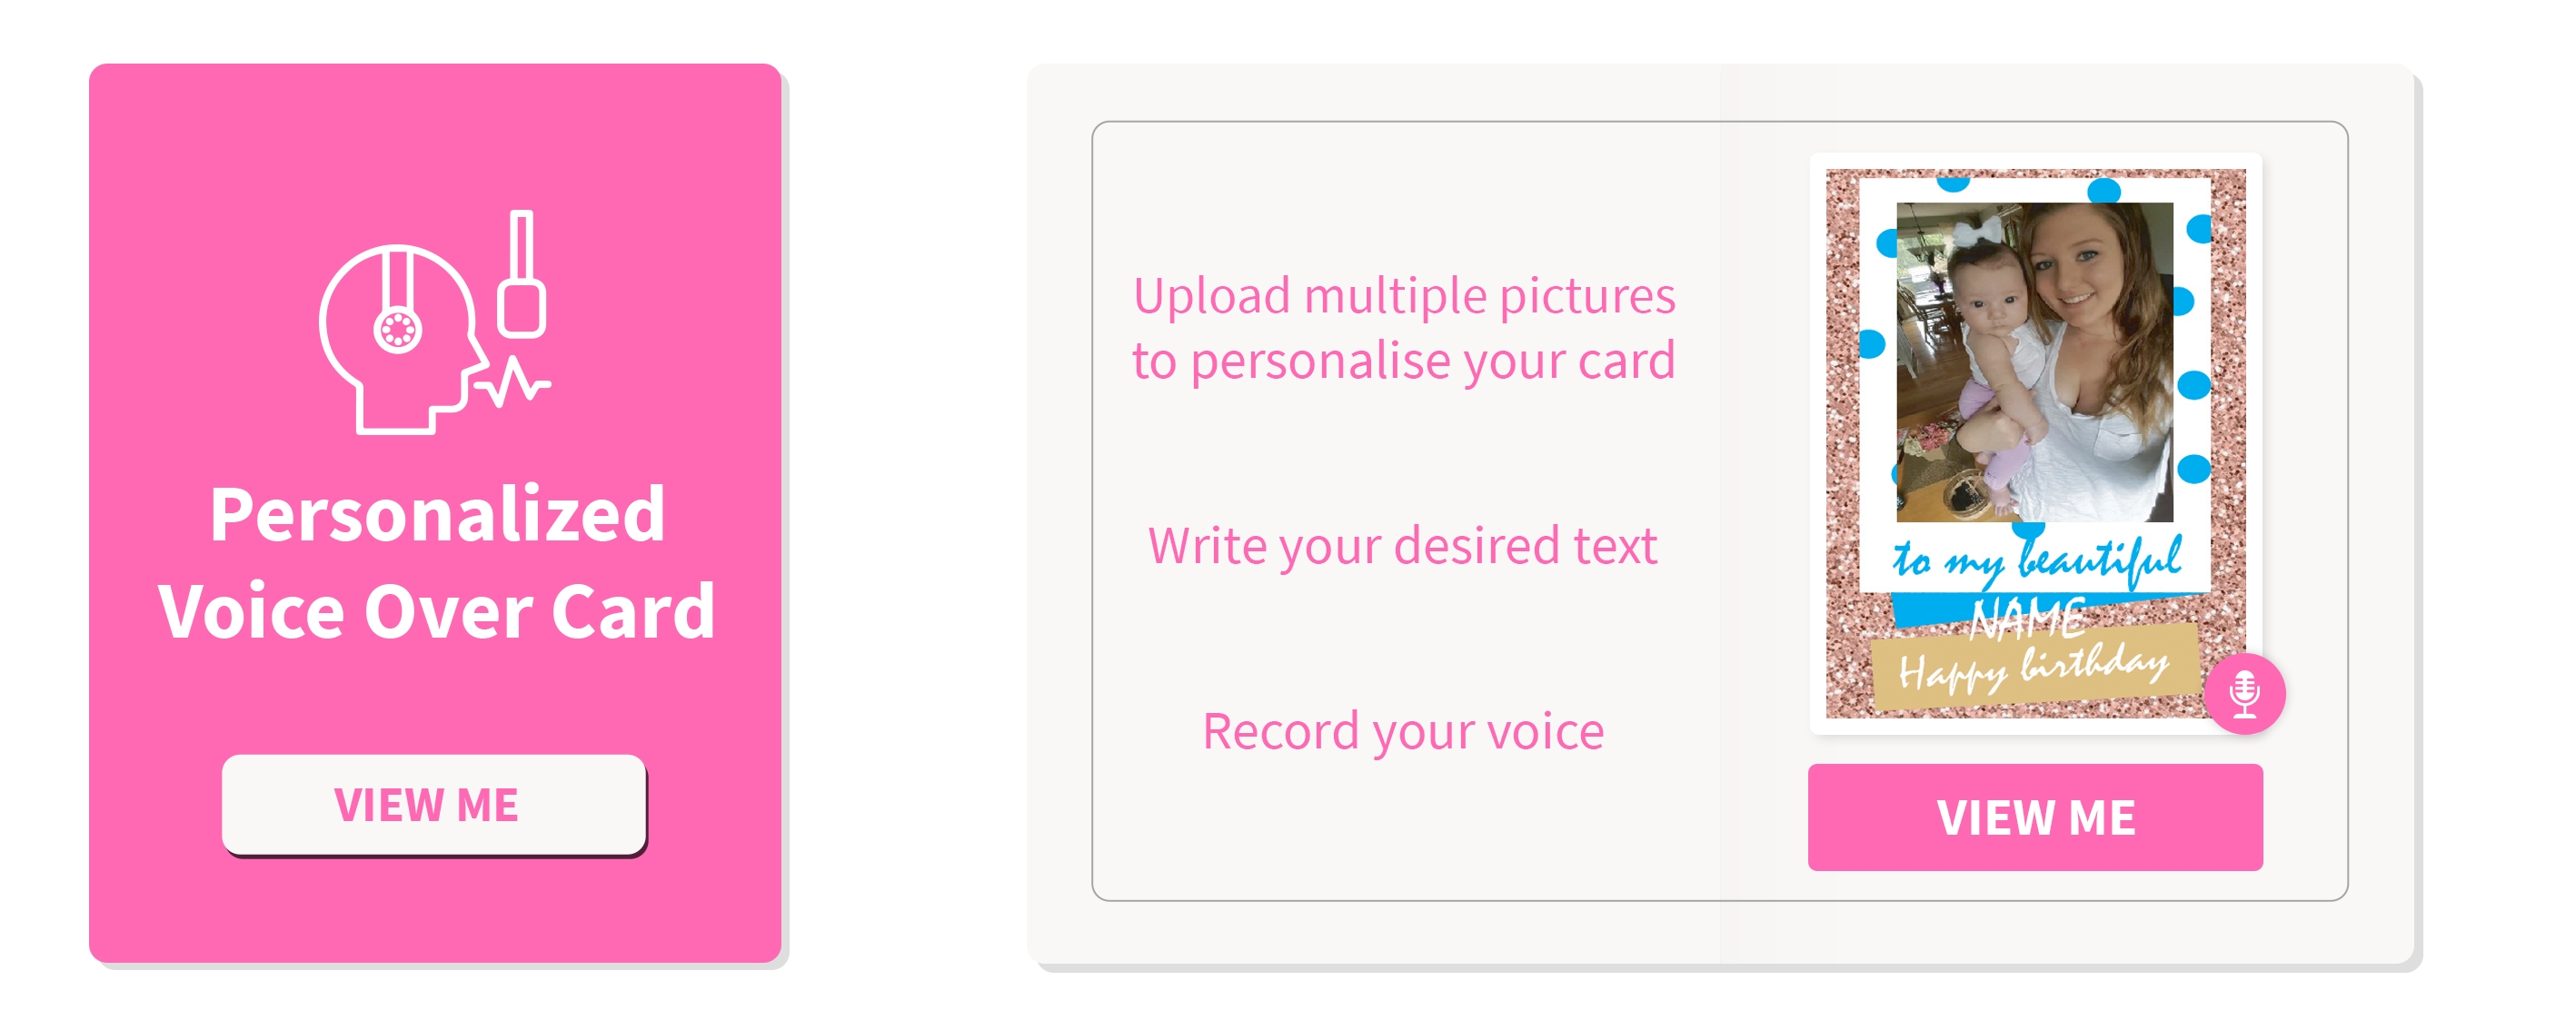 Personalized
Voice Over Card
VIEW ME
Upload multiple pictures
to personalise your card
Write your desired text
Record your voice
to my beautiful
NAME
Happy birthday
VIEW ME